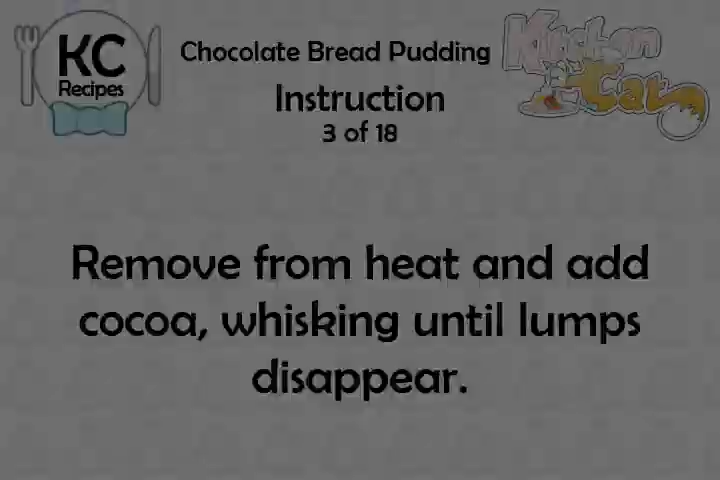 KC
Recipes
Chocolate Bread Pudding
Instruction
3 of 18
Kitchen
Cat
Remove from heat and add
cocoa, whisking until lumps
disappear.